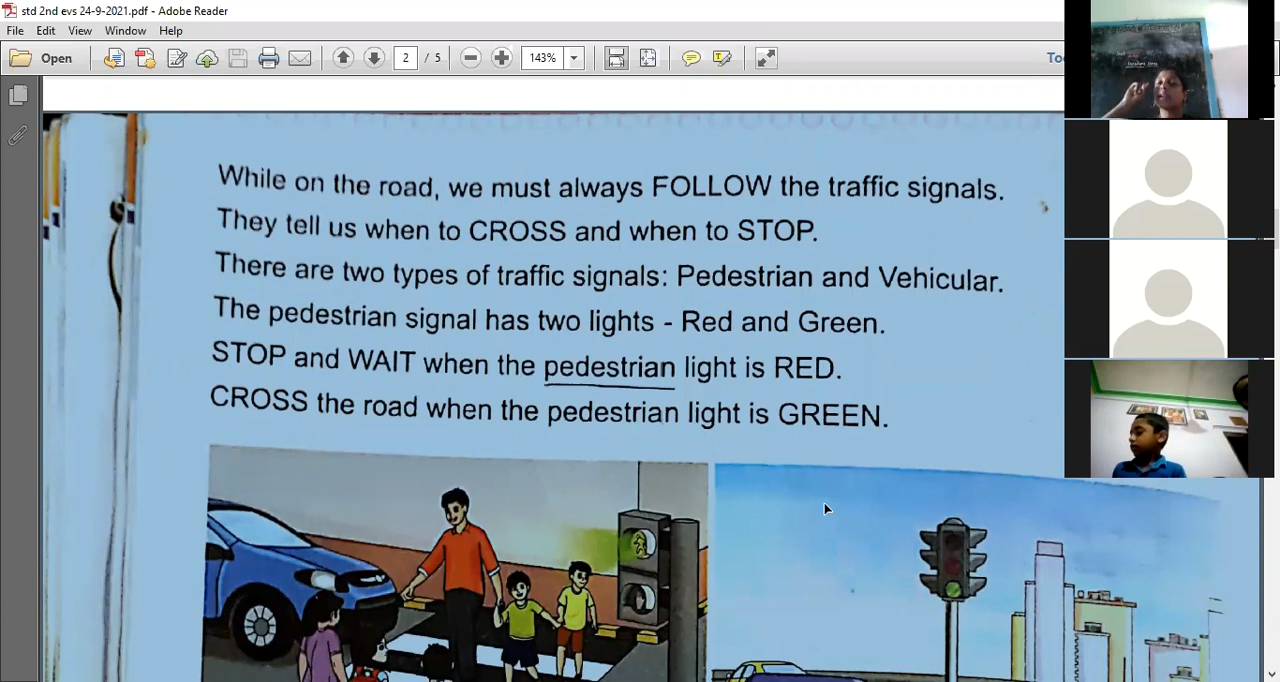 std 2nd evs 24-9-2021.pdf - Adobe Reader
File Edit View Window Help
Open 2 / 5 143%
While on the road, we must always FOLLOW the traffic signals.
They tell us when to CROSS and when to STOP.
There are two types of traffic signals: Pedestrian and Vehicular.
The pedestrian signal has two lights - Red and Green.
STOP and WAIT when the pedestrian light is RED.
CROSS the road when the pedestrian light is GREEN.